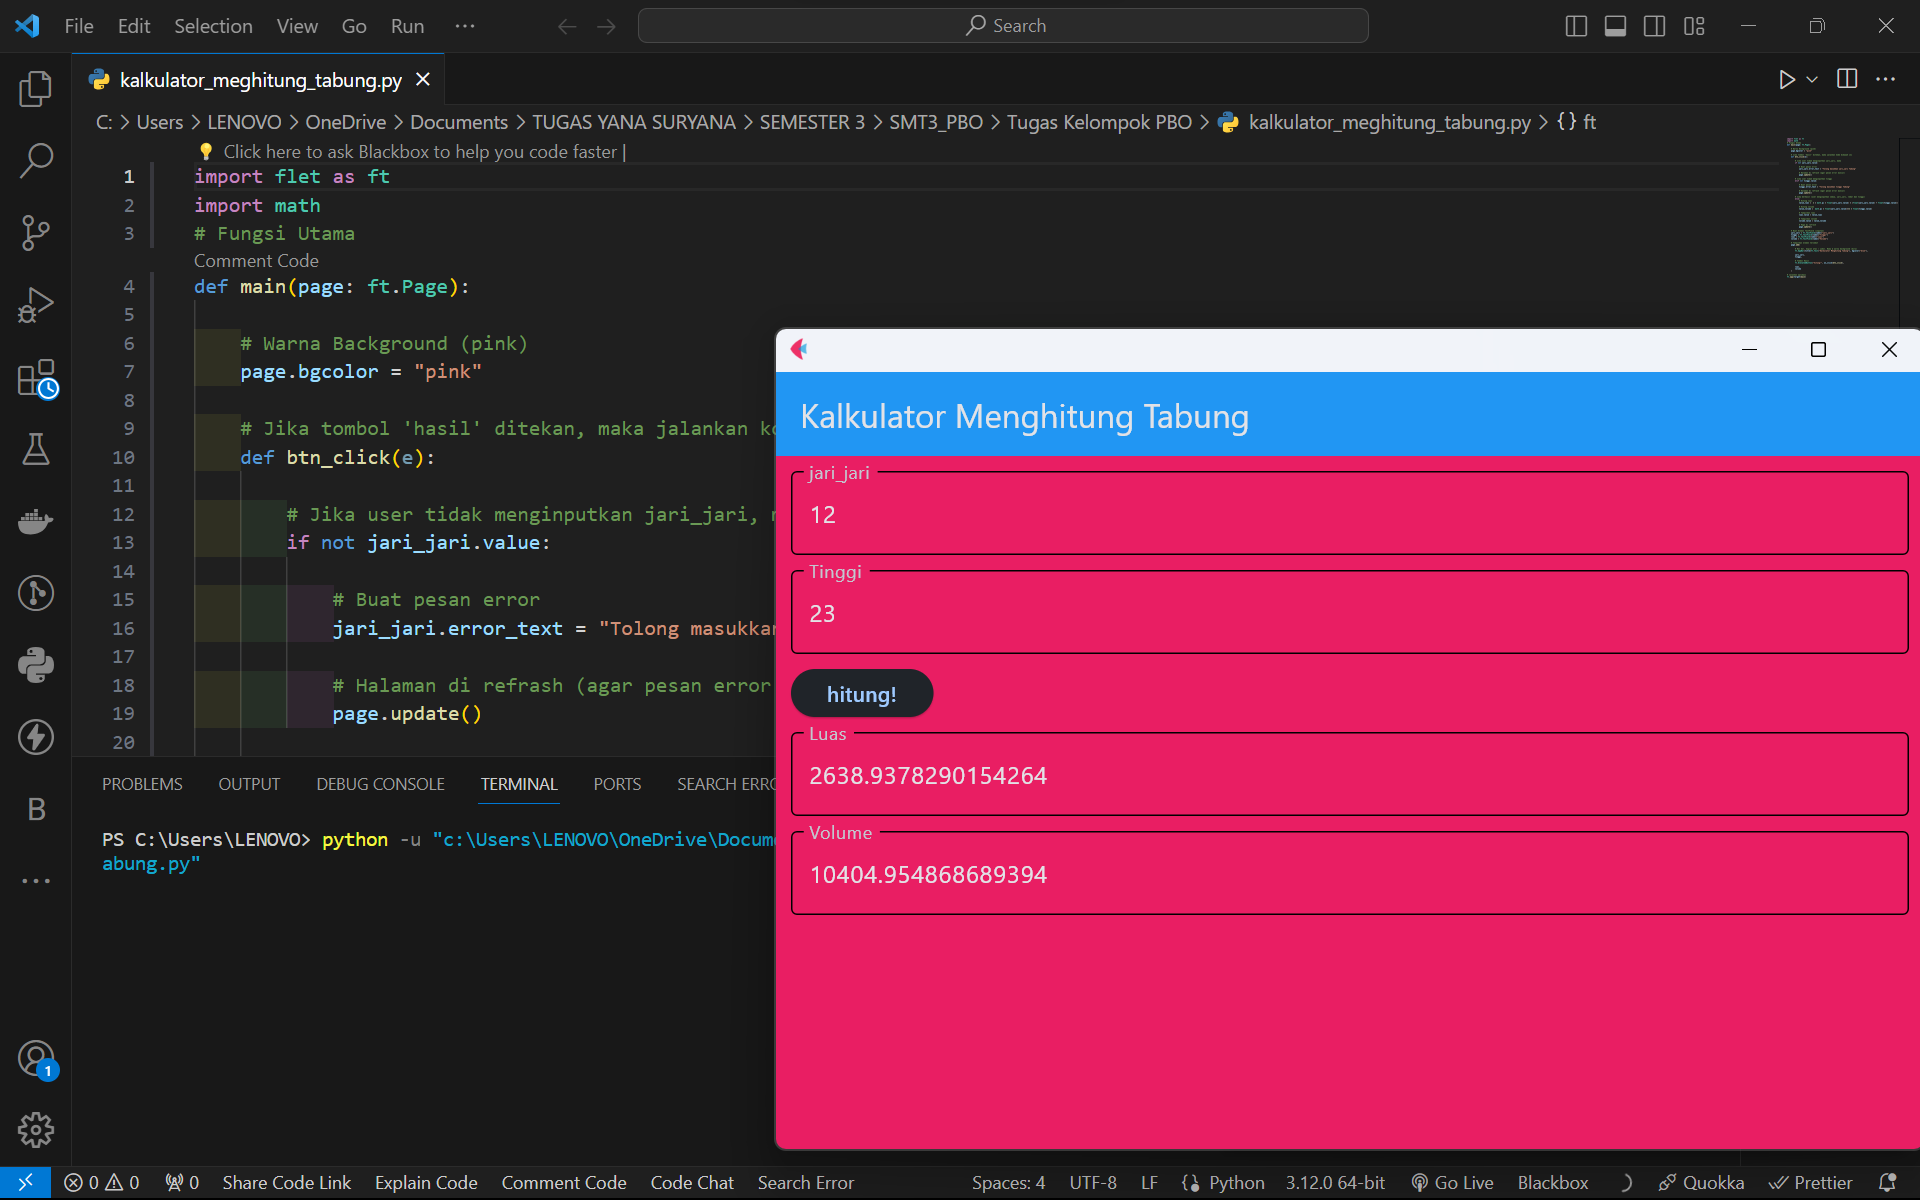 File Edit Selection View Go Run ··· Search
kalkulator_meghitung_tabung.py
C: > Users > LENOVO > OneDrive > Documents > TUGAS YANA SURYANA > SEMESTER 3 > SMT3_PBO > Tugas Kelompok PBO > kalkulator_meghitung_tabung.py > {} ft
Click here to ask Blackbox to help you code faster |
1 import flet as ft
2 import math
3 # Fungsi Utama
Comment Code
4 def main(page: ft.Page):
5
6 # Warna Background (pink)
7 page.bgcolor = "pink"
8
9 # Jika tombol 'hasil' ditekan, maka jalankan
10 def btn_click(e):
11
12 # Jika user tidak menginputkan jari_jari,
13 if not jari_jari.value:
14
15 # Buat pesan error
16 jari_jari.error_text = "Tolong masukkan
17
18 # Halaman di refrash (agar pesan error
19 page.update()
20
Kalkulator Menghitung Tabung
jari_jari
12
Tinggi
23
hitung!
Luas
2638.9378290154264
Volume
10404.954868689394
PROBLEMS OUTPUT DEBUG CONSOLE TERMINAL PORTS SEARCH ERRO
PS C:\Users\LENOVO> python -u "c:\Users\LENOVO\OneDrive\Docum
abung.py"
B
1
0 0 0 Share Code Link Explain Code Comment Code Code Chat Search Error Spaces: 4 UTF-8 LF Python 3.12.0 64-bit Go Live Blackbox Quokka Prettier